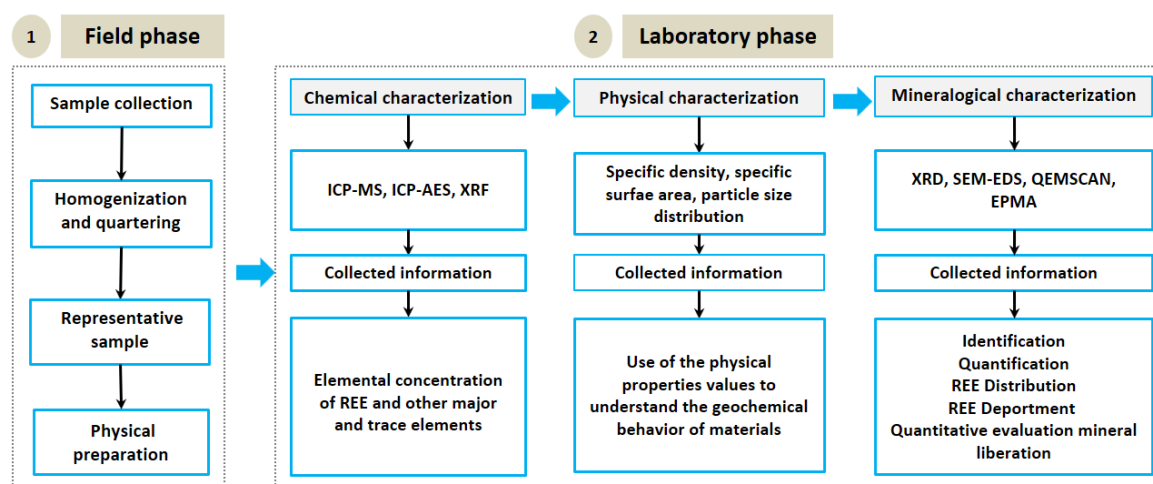 1
Field phase
Sample collection
Homogenization
and quartering
Representative
sample
Physical
preparation
2
Laboratory phase
Chemical characterization
ICP-MS, ICP-AES, XRF
Collected information
Elemental concentration
of REE and other major
and trace elements
Physical characterization
Specific density, specific
surfae area, particle size
distribution
Collected information
Use of the physical
properties values to
understand the geochemical
behavior of materials
Mineralogical characterization
XRD, SEM-EDS, QEMSCAN,
EPMA
Collected information
Identification
Quantification
REE Distribution
REE Deportment
Quantitative evaluation mineral
liberation